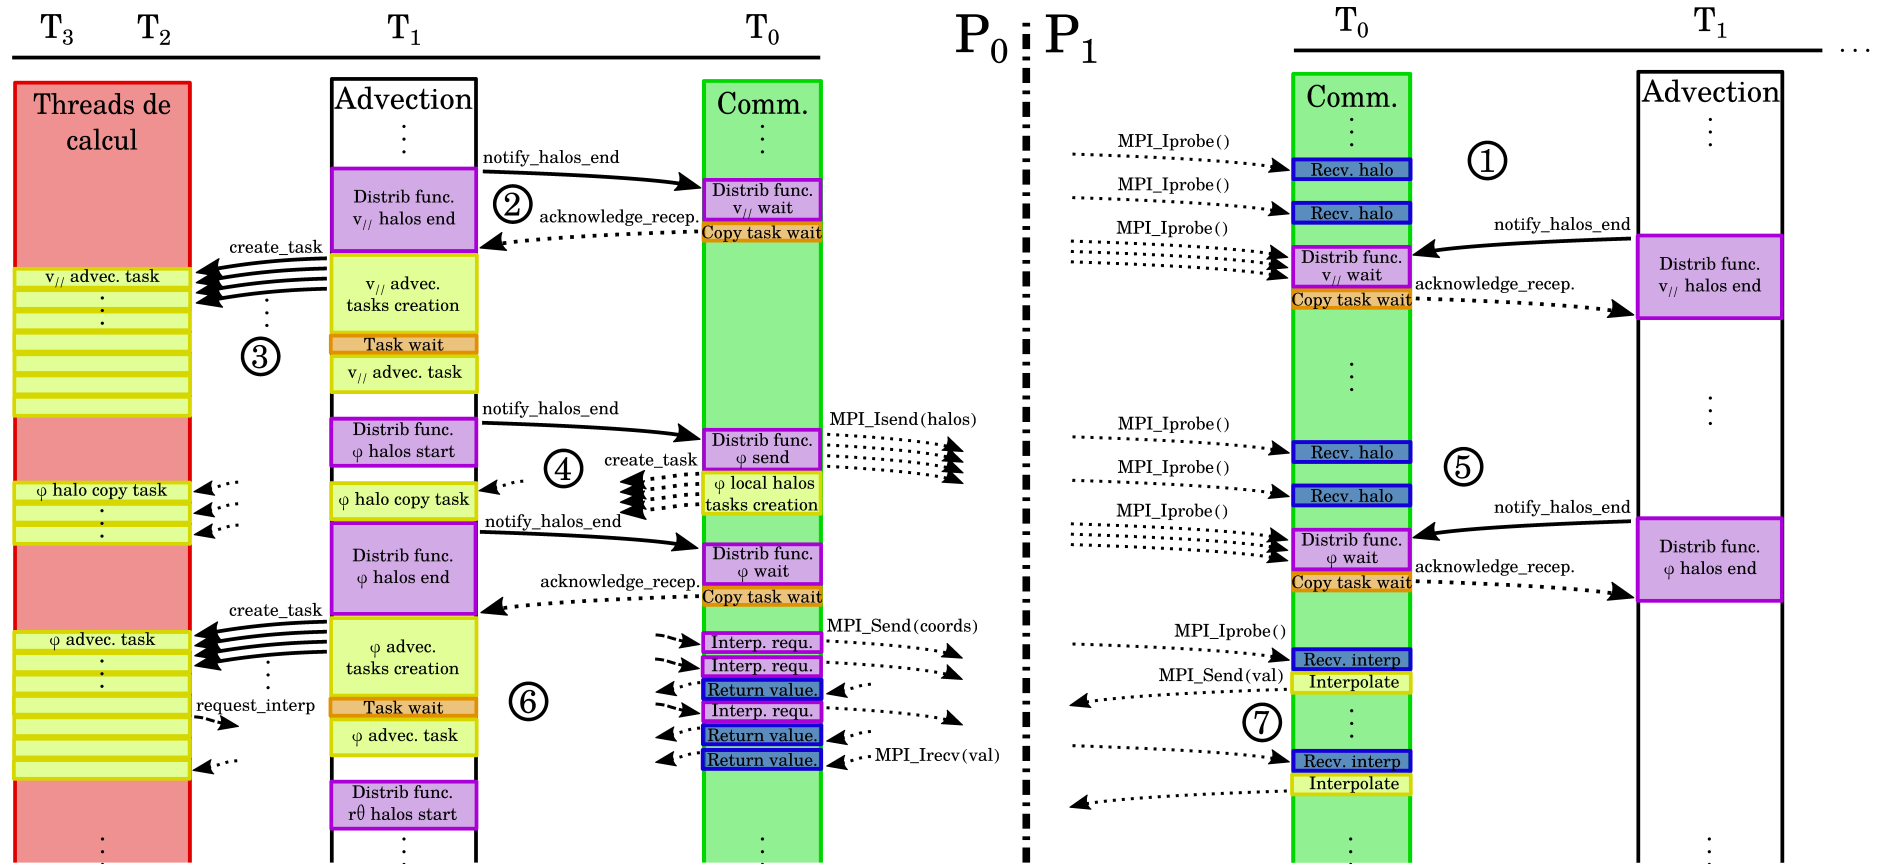 T3 T2 T1 T0 P0 P1 T0 T1 ...
Threads de
calcul
v// advec. task
φ halo copy task
φ advec. task
create_task
③
create_task
request_interp
Advection
Distrib func.
v// halos end
v// advec.
tasks creation
Task wait
v// advec. task
Distrib func.
φ halos start
φ halo copy task
Distrib func.
φ halos end
φ advec.
tasks creation
Task wait
φ advec. task
Distrib func.
rθ halos start
notify_halos_end
②
acknowledge_recep.
notify_halos_end
④
create_task
notify_halos_end
acknowledge_recep.
⑥
Comm.
Distrib func.
v// wait
Copy task wait
Distrib func.
φ send
φ local halos
tasks creation
Distrib func.
φ wait
Copy task wait
Interp. requ.
Interp. requ.
Return value.
Interp. requ.
Return value.
Return value.
MPI_Isend(halos)
MPI_Send(coords)
MPI_Irecv(val)
MPI_Iprobe()
MPI_Iprobe()
MPI_Iprobe()
MPI_Iprobe()
MPI_Iprobe()
MPI_Iprobe()
MPI_Iprobe()
MPI_Send(val)
⑦
Comm.
Recv. halo
Recv. halo
Distrib func.
v// wait
Copy task wait
Recv. halo
Recv. halo
Distrib func.
φ wait
Copy task wait
Recv. interp
Interpolate
Recv. interp
Interpolate
①
notify_halos_end
acknowledge_recep.
⑤
notify_halos_end
acknowledge_recep.
Advection
Distrib func.
v// halos end
Distrib func.
φ halos end